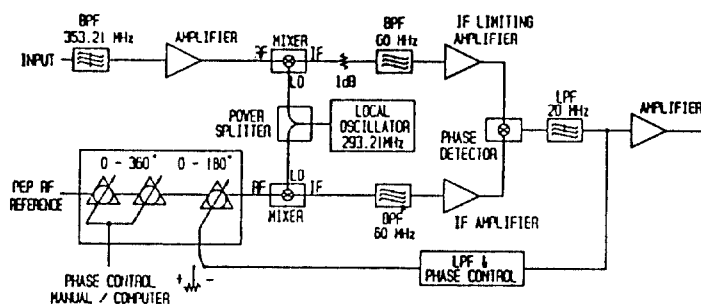 BPF
353.21 MHz
INPUT
AMPLIFIER
MIXER
RF
IF
LO
1dB
BPF
60 MHz
IF LIMITING
AMPLIFIER
POWER
SPLITTER
LOCAL
OSCILLATOR
293.21MHz
PHASE
DETECTOR
LPF
20 MHz
AMPLIFIER
0 - 360°
0 - 180°
PEP RF
REFERENCE
RF
LO
IF
MIXER
BPF
60 MHz
IF AMPLIFIER
PHASE CONTROL
MANUAL / COMPUTER
+ -
LPF &
PHASE CONTROL